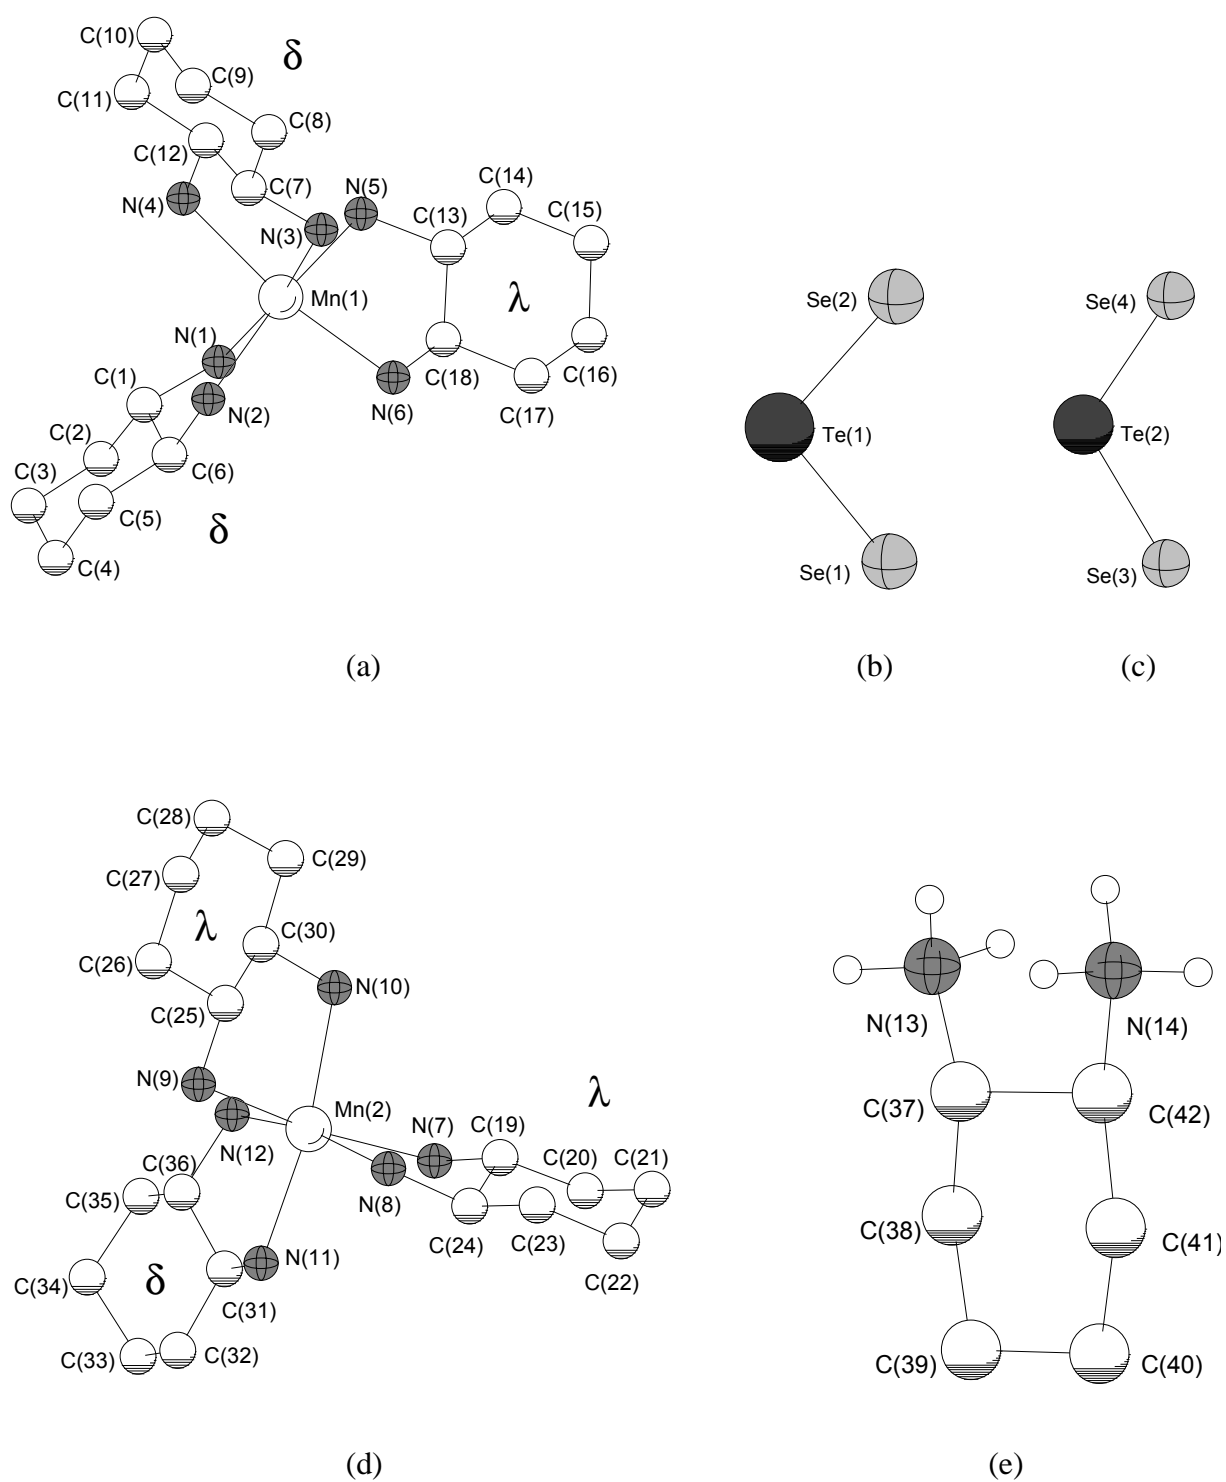 C(10)
δ
C(9)
C(11)
C(8)
C(12)
C(14)
C(7)
N(5)
C(15)
N(4)
C(13)
N(3)
Mn(1)
λ
N(1)
C(1)
C(18)
C(16)
N(2)
N(6)
C(17)
C(2)
C(3)
C(6)
C(5)
δ
C(4)
Se(2)
Te(1)
Se(1)
Se(4)
Te(2)
Se(3)
(a)
(b)
(c)
C(28)
C(29)
C(27)
λ
C(30)
C(26)
N(10)
C(25)
N(9)
Mn(2)
λ
N(7)
C(19)
N(12)
C(36)
C(20)
C(21)
C(35)
N(8)
C(24)
C(23)
N(11)
C(34)
δ
C(31)
C(22)
C(33)
C(32)
N(13)
N(14)
C(37)
C(42)
C(38)
C(41)
C(39)
C(40)
(d)
(e)